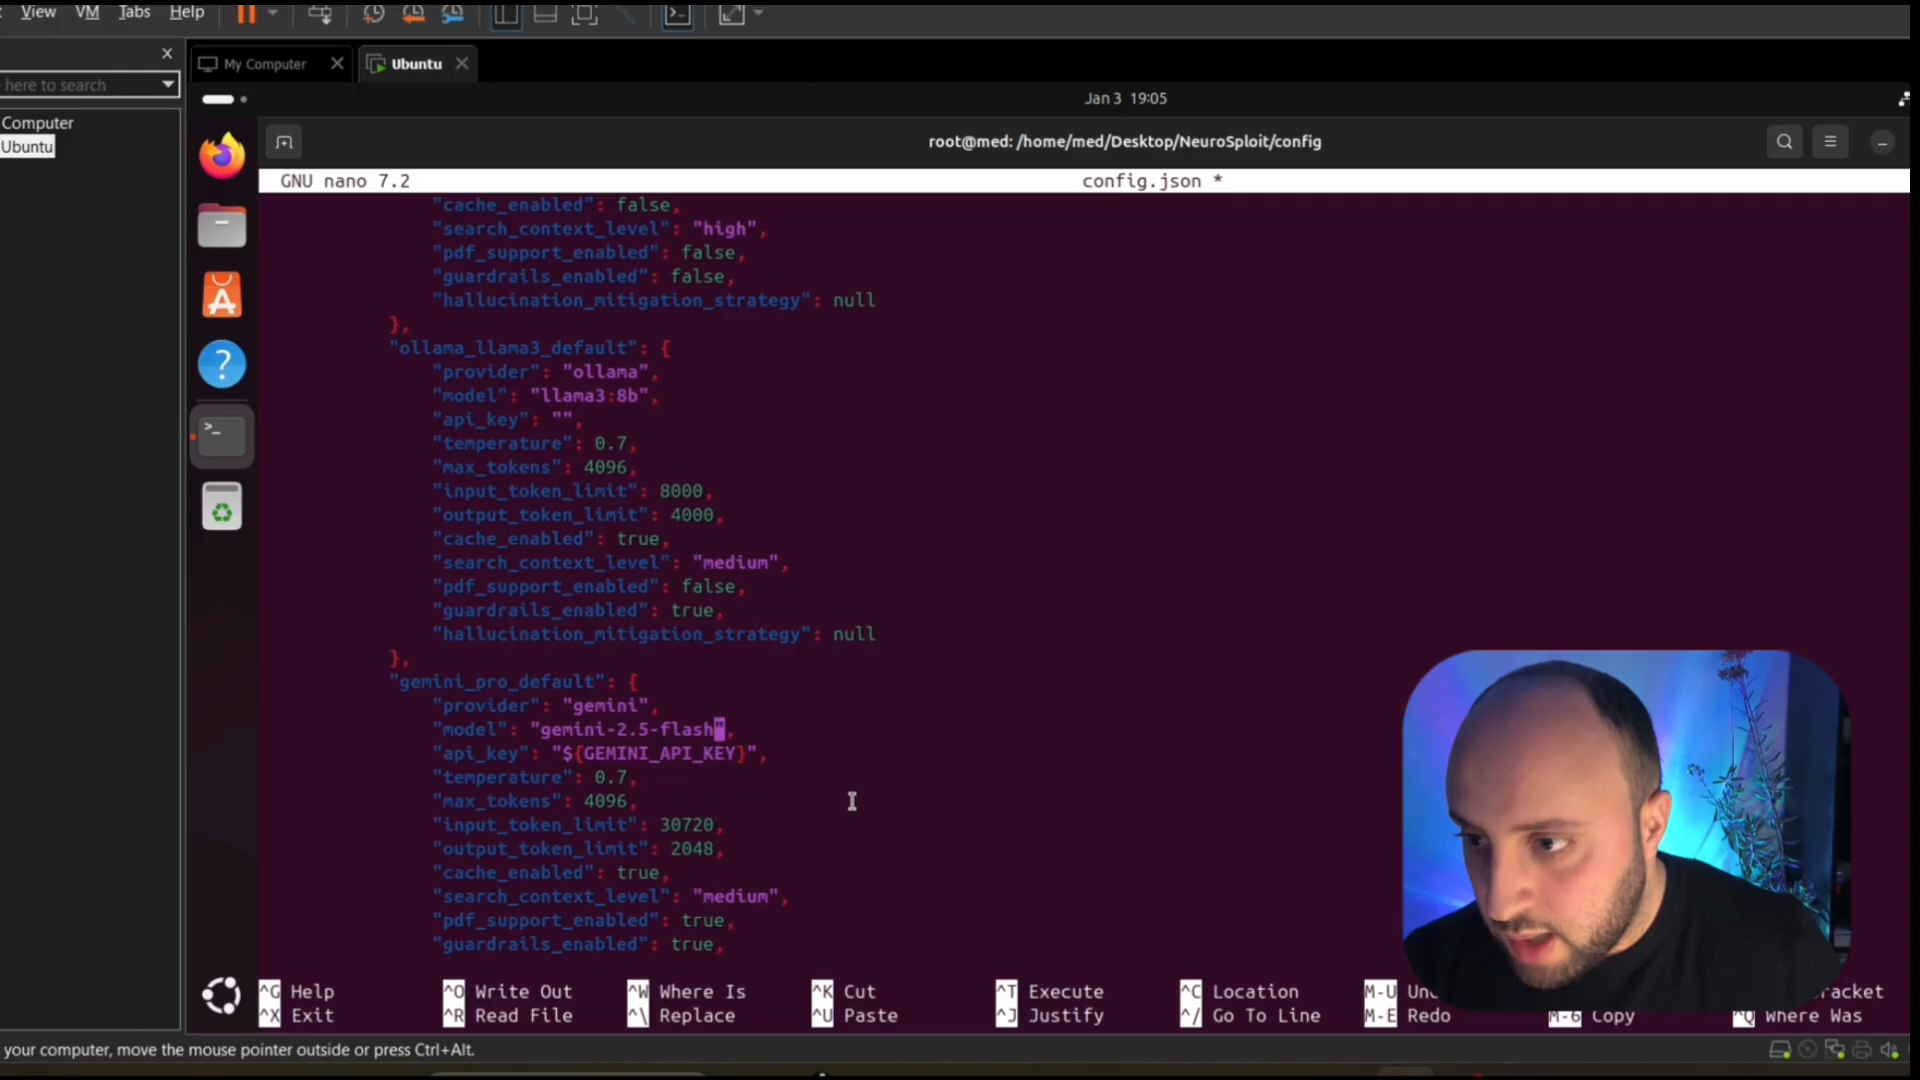 View VM Tabs Help
here to search
Computer
Ubuntu
My Computer
Ubuntu
Jan 3 19:05
root@med: /home/med/Desktop/NeuroSploit/config
GNU nano 7.2 config.json *
"cache_enabled": false,
"search_context_level": "high",
"pdf_support_enabled": false,
"guardrails_enabled": false,
"hallucination_mitigation_strategy": null
},
"ollama_llama3_default": {
"provider": "ollama",
"model": "llama3:8b",
"api_key": "",
"temperature": 0.7,
"max_tokens": 4096,
"input_token_limit": 8000,
"output_token_limit": 4000,
"cache_enabled": true,
"search_context_level": "medium",
"pdf_support_enabled": false,
"guardrails_enabled": true,
"hallucination_mitigation_strategy": null
},
"gemini_pro_default": {
"provider": "gemini",
"model": "gemini-2.5-flash",
"api_key": "${GEMINI_API_KEY}",
"temperature": 0.7,
"max_tokens": 4096,
"input_token_limit": 30720,
"output_token_limit": 2048,
"cache_enabled": true,
"search_context_level": "medium",
"pdf_support_enabled": true,
"guardrails_enabled": true,
^G Help ^O Write Out ^W Where Is ^K Cut ^T Execute ^C Location M-U
^X Exit ^R Read File ^\ Replace ^U Paste ^J Justify ^/ Go To Line M-E Redo M-6 Copy ^Q Where Was
your computer, move the mouse pointer outside or press Ctrl+Alt.